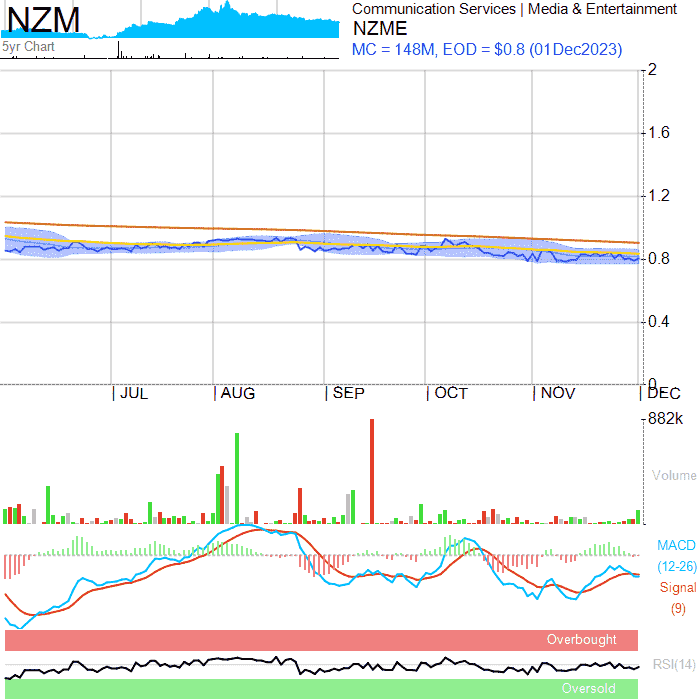 NZM
5yr Chart
Communication Services | Media & Entertainment
NZME
MC = 148M, EOD = $0.8 (01Dec2023)
2
1.6
1.2
0.8
0.4
0
JUL
AUG
SEP
OCT
NOV
DEC
882k
Volume
MACD
(12-26)
Signal
(9)
Overbought
RSI(14)
Oversold